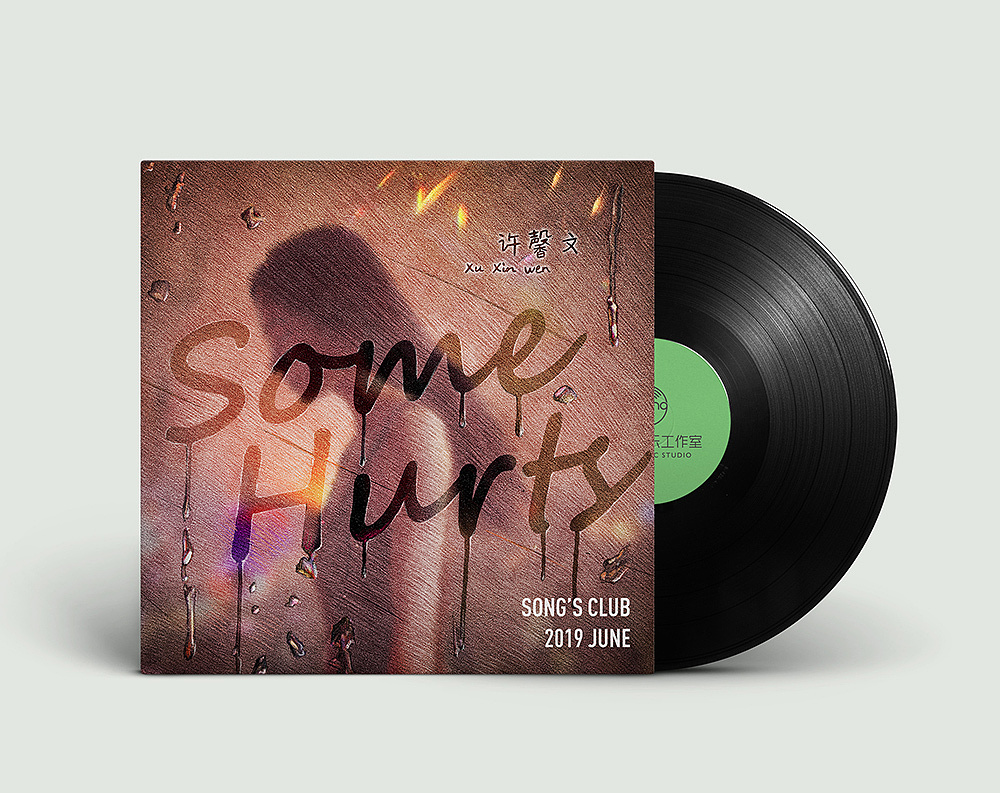 许馨文
Xu Xin wen
Some
Hurts
SONG'S CLUB
2019 JUNE
工作室
STUDIO